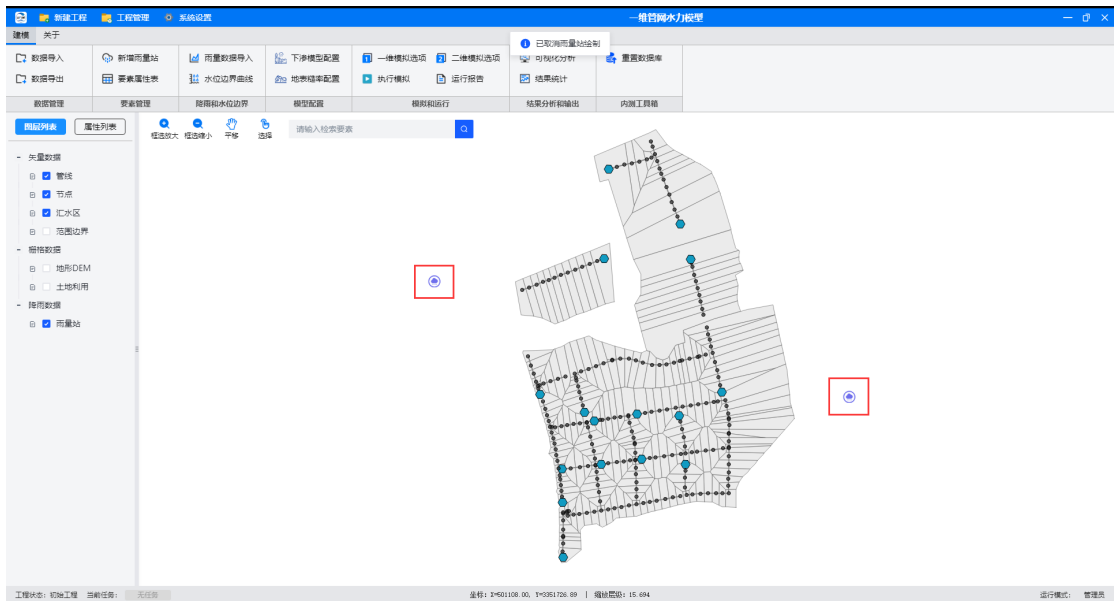 新建工程 工程管理 系统设置 一维管网水力模型
建模 关于
已取消雨量站绘制
数据导入 新增雨量站 雨量数据导入 下渗模型配置 一维模拟选项 二维模拟选项 可视化分析 重置数据库
数据导出 要素属性表 水位边界曲线 地表糙率配置 执行模拟 运行报告 结果统计
数据管理 要素管理 降雨和水位边界 模型配置 模拟和运行 结果分析和输出 内测工具箱
图层列表 属性列表 框选放大 框选缩小 平移 选择 请输入检索要素
矢量数据
管线
节点
汇水区
范围边界
栅格数据
地形DEM
土地利用
降雨数据
雨量站
工程状态: 初始工程 当前任务: 无任务 坐标: X=501108.00, Y=3351726.89 | 缩放层级: 15.694 运行模式: 管理员